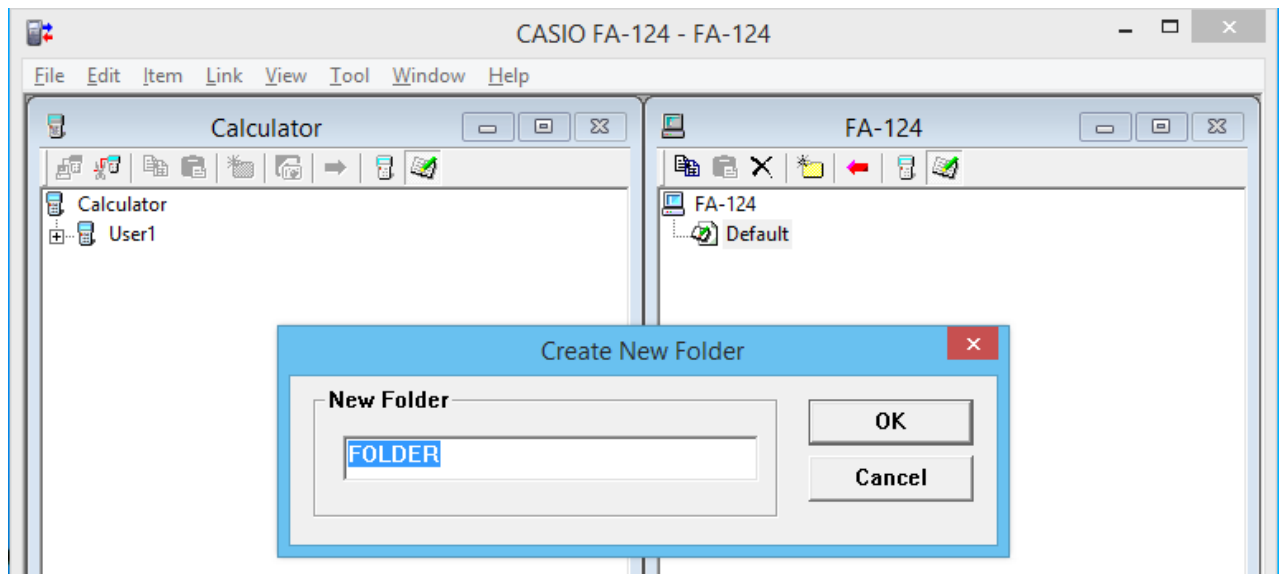 CASIO FA-124 - FA-124
File Edit Item Link View Tool Window Help
Calculator
Calculator
User1
FA-124
FA-124
Default
Create New Folder
New Folder
FOLDER
OK
Cancel